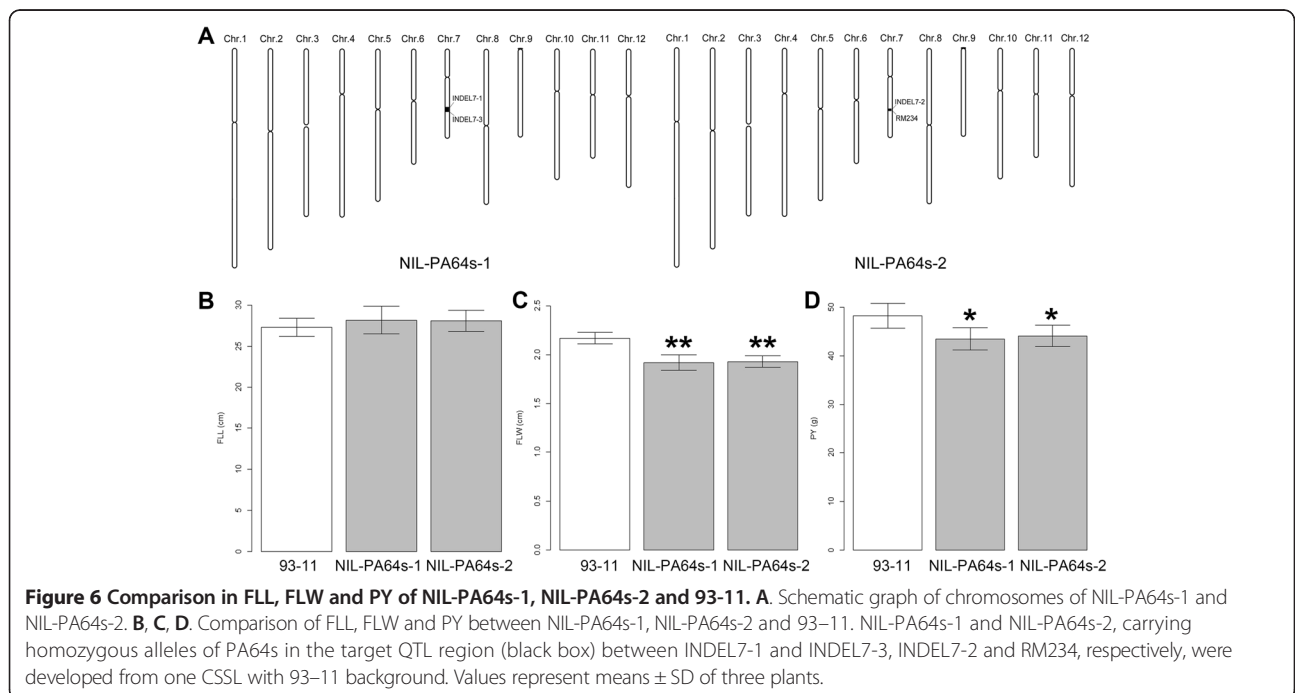 A
Chr.1 Chr.2 Chr.3 Chr.4 Chr.5 Chr.6 Chr.7 Chr.8 Chr.9 Chr.10 Chr.11 Chr.12
INDEL7-1
INDEL7-3
NIL-PA64s-1
Chr.1 Chr.2 Chr.3 Chr.4 Chr.5 Chr.6 Chr.7 Chr.8 Chr.9 Chr.10 Chr.11 Chr.12
INDEL7-2
RM234
NIL-PA64s-2
B
FLL (cm)
30
25
20
15
10
5
0
93-11 NIL-PA64s-1 NIL-PA64s-2
C
FLW (cm)
2.5
2.0
1.5
1.0
0.5
0.0
** **
93-11 NIL-PA64s-1 NIL-PA64s-2
D
PY (g)
50
40
30
20
10
0
* *
93-11 NIL-PA64s-1 NIL-PA64s-2
Figure 6 Comparison in FLL, FLW and PY of NIL-PA64s-1, NIL-PA64s-2 and 93-11. A. Schematic graph of chromosomes of NIL-PA64s-1 and
NIL-PA64s-2. B, C, D. Comparison of FLL, FLW and PY between NIL-PA64s-1, NIL-PA64s-2 and 93–11. NIL-PA64s-1 and NIL-PA64s-2, carrying
homozygous alleles of PA64s in the target QTL region (black box) between INDEL7-1 and INDEL7-3, INDEL7-2 and RM234, respectively, were
developed from one CSSL with 93–11 background. Values represent means ± SD of three plants.